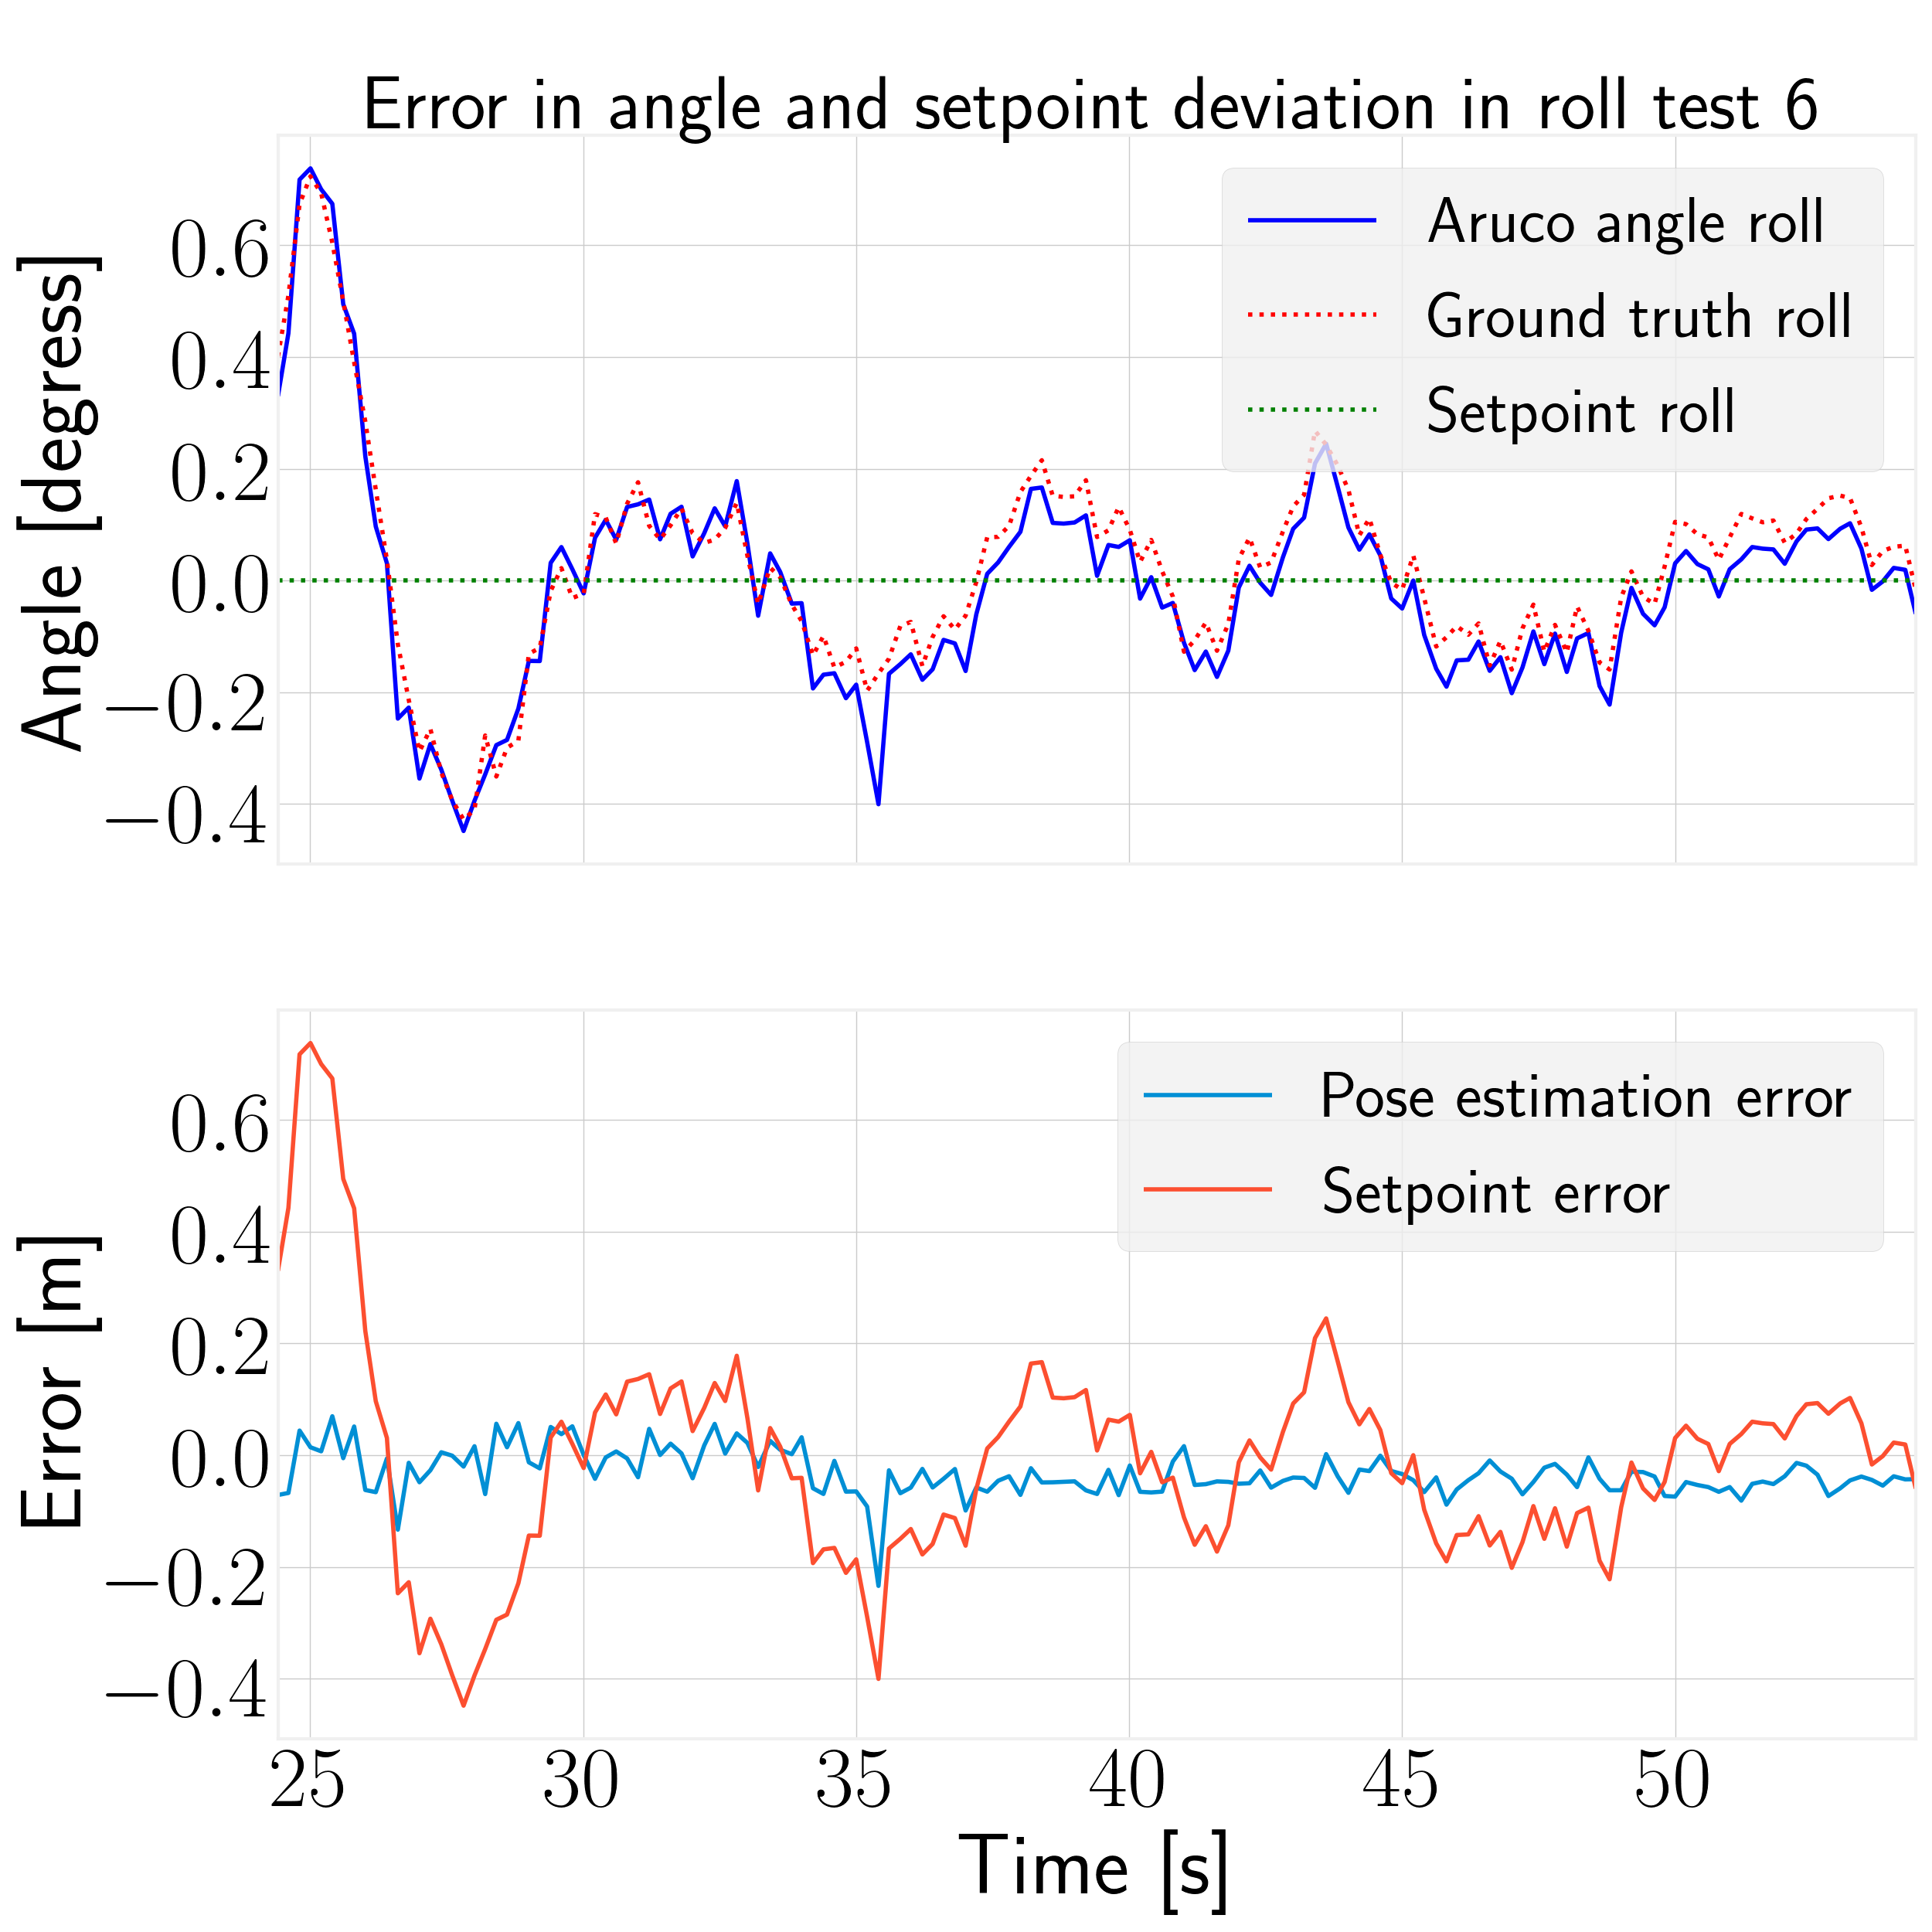 Error in angle and setpoint deviation in roll test 6
Angle [degress]
0.6
0.4
0.2
0.0
−0.2
−0.4
Aruco angle roll
Ground truth roll
Setpoint roll
Error [m]
0.6
0.4
0.2
0.0
−0.2
−0.4
Pose estimation error
Setpoint error
25 30 35 40 45 50
Time [s]